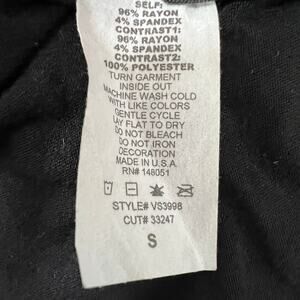 SELF:
96% RAYON
4% SPANDEX
CONTRAST1:
96% RAYON
4% SPANDEX
CONTRAST2:
100% POLYESTER
TURN GARMENT
INSIDE OUT
MACHINE WASH COLD
WITH LIKE COLORS
GENTLE CYCLE
LAY FLAT TO DRY
DO NOT BLEACH
DO NOT IRON
DECORATION
MADE IN U.S.A.
RN# 148051
STYLE# VS3998
CUT# 33247
S